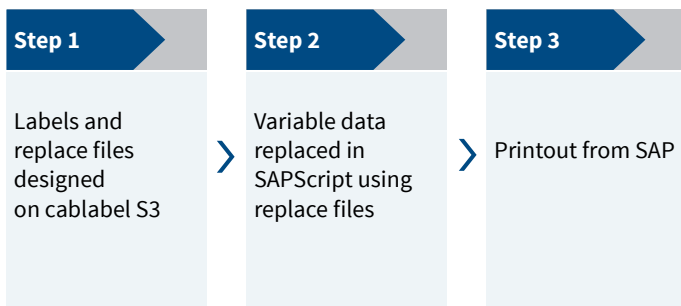 Step 1
Labels and
replace files
designed
on cablabel S3
Step 2
Variable data
replaced in
SAPScript using
replace files
Step 3
Printout from SAP